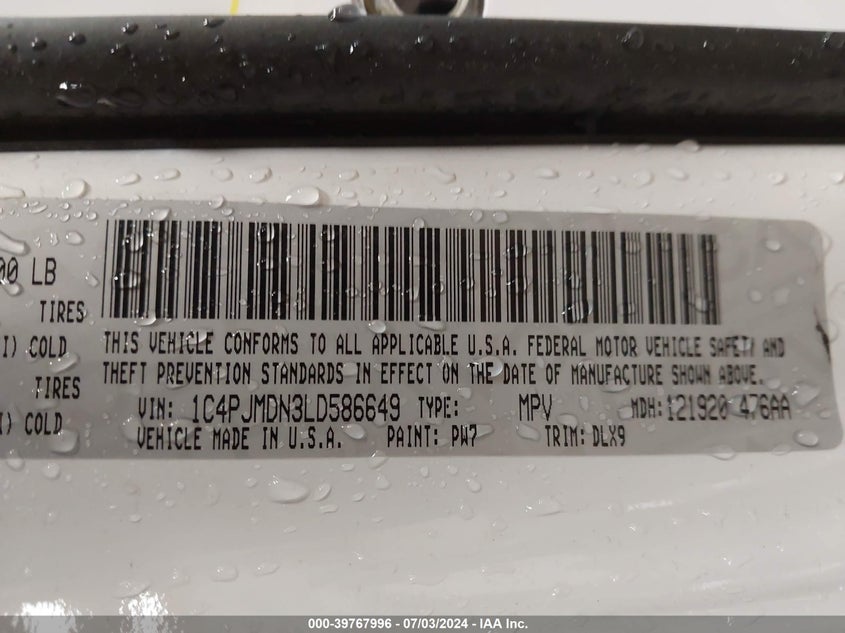 00 LB
TIRES
I) COLD
TIRES
I) COLD
THIS VEHICLE CONFORMS TO ALL APPLICABLE U.S.A. FEDERAL MOTOR VEHICLE SAFETY AND
THEFT PREVENTION STANDARDS IN EFFECT ON THE DATE OF MANUFACTURE SHOWN ABOVE.
VIN: 1C4PJMDN3LD586649 TYPE: MPV MDH:121920 476AA
VEHICLE MADE IN U.S.A. PAINT: PW7 TRIM: DLX9
000-39767996 - 07/03/2024 - IAA Inc.